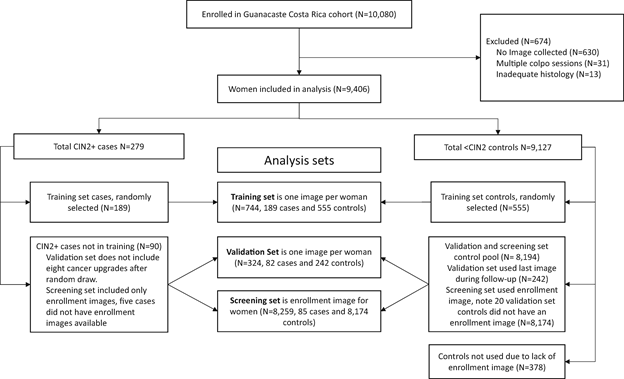 Enrolled in Guanacaste Costa Rica cohort (N=10,080)
Excluded (N=674)
No Image collected (N=630)
Multiple colpo sessions (N=31)
Inadequate histology (N=13)
Women included in analysis (N=9,406)
Total CIN2+ cases N=279
Total <CIN2 controls N=9,127
Analysis sets
Training set cases, randomly
selected (N=189)
Training set is one image per woman
(N=744, 189 cases and 555 controls)
Training set controls, randomly
selected (N=555)
CIN2+ cases not in training (N=90)
Validation set does not include
eight cancer upgrades after
random draw.
Screening set included only
enrollment images, five cases
did not have enrollment
images available
Validation Set is one image per woman
(N=324, 82 cases and 242 controls)
Screening set is enrollment image for
women (N=8,259, 85 cases and 8,174
controls)
Validation and screening set
control pool (N= 8,194)
Validation set used last image
during follow-up (N=242)
Screening set used enrollment
image, note 20 validation set
controls did not have an
enrollment image (N=8,174)
Controls not used due to lack of
enrollment image (N=378)